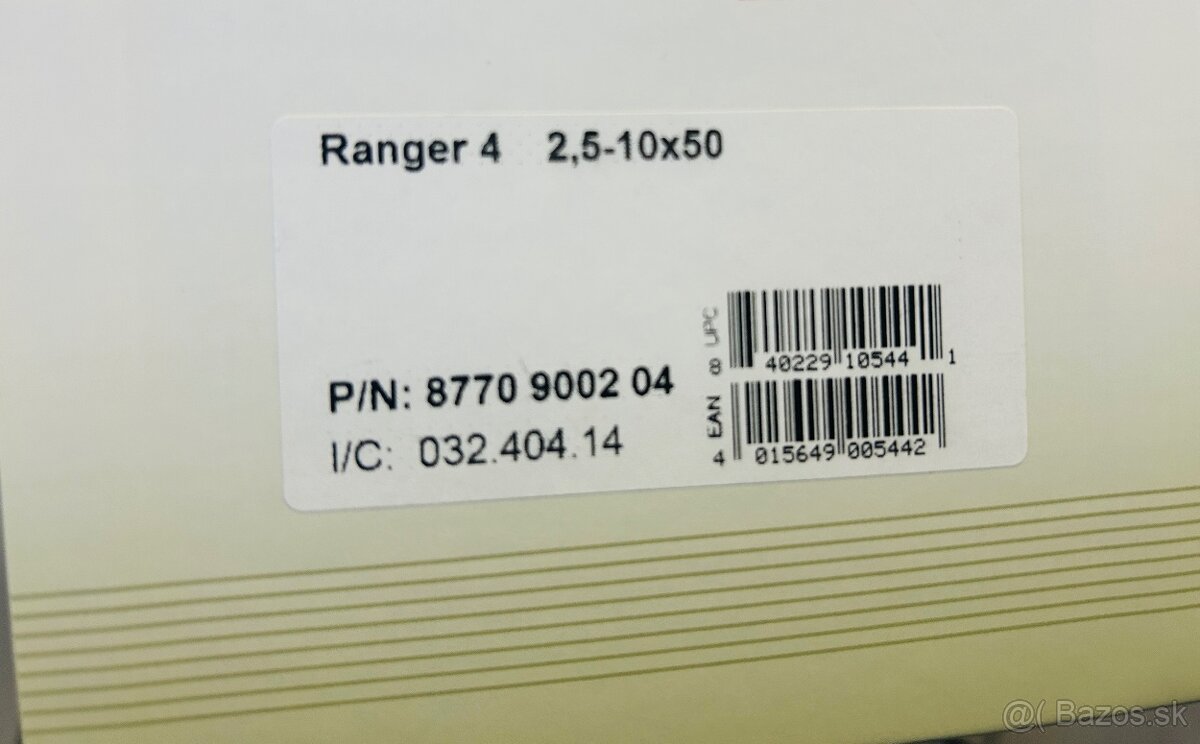 Ranger 4 2,5-10x50
P/N: 8770 9002 04
I/C: 032.404.14
UPC
8 40229 10544 1
EAN
4 015649 005442
@( Bazos.sk